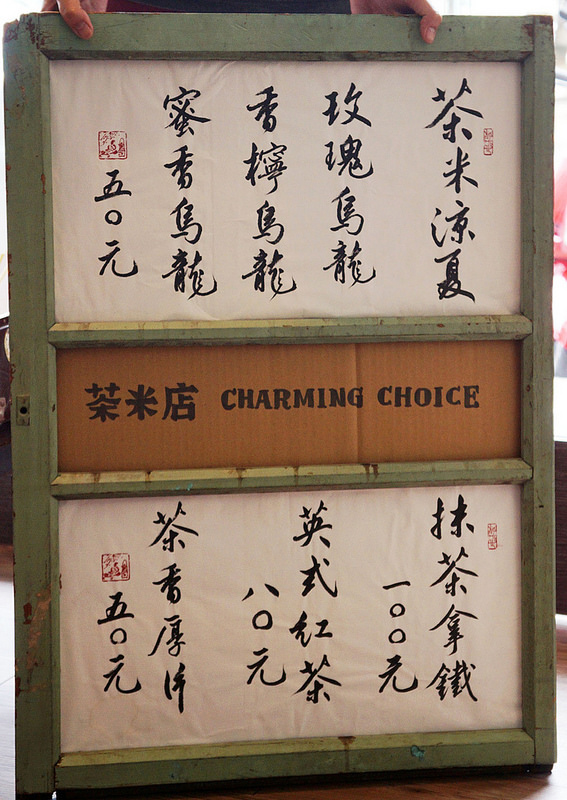 茶米涼夏
玫瑰烏龍
香檸烏龍
蜜香烏龍
五〇元
茶米店 CHARMING CHOICE
抹茶拿鐵
一〇〇元
英式紅茶
八〇元
茶香厚片
五〇元